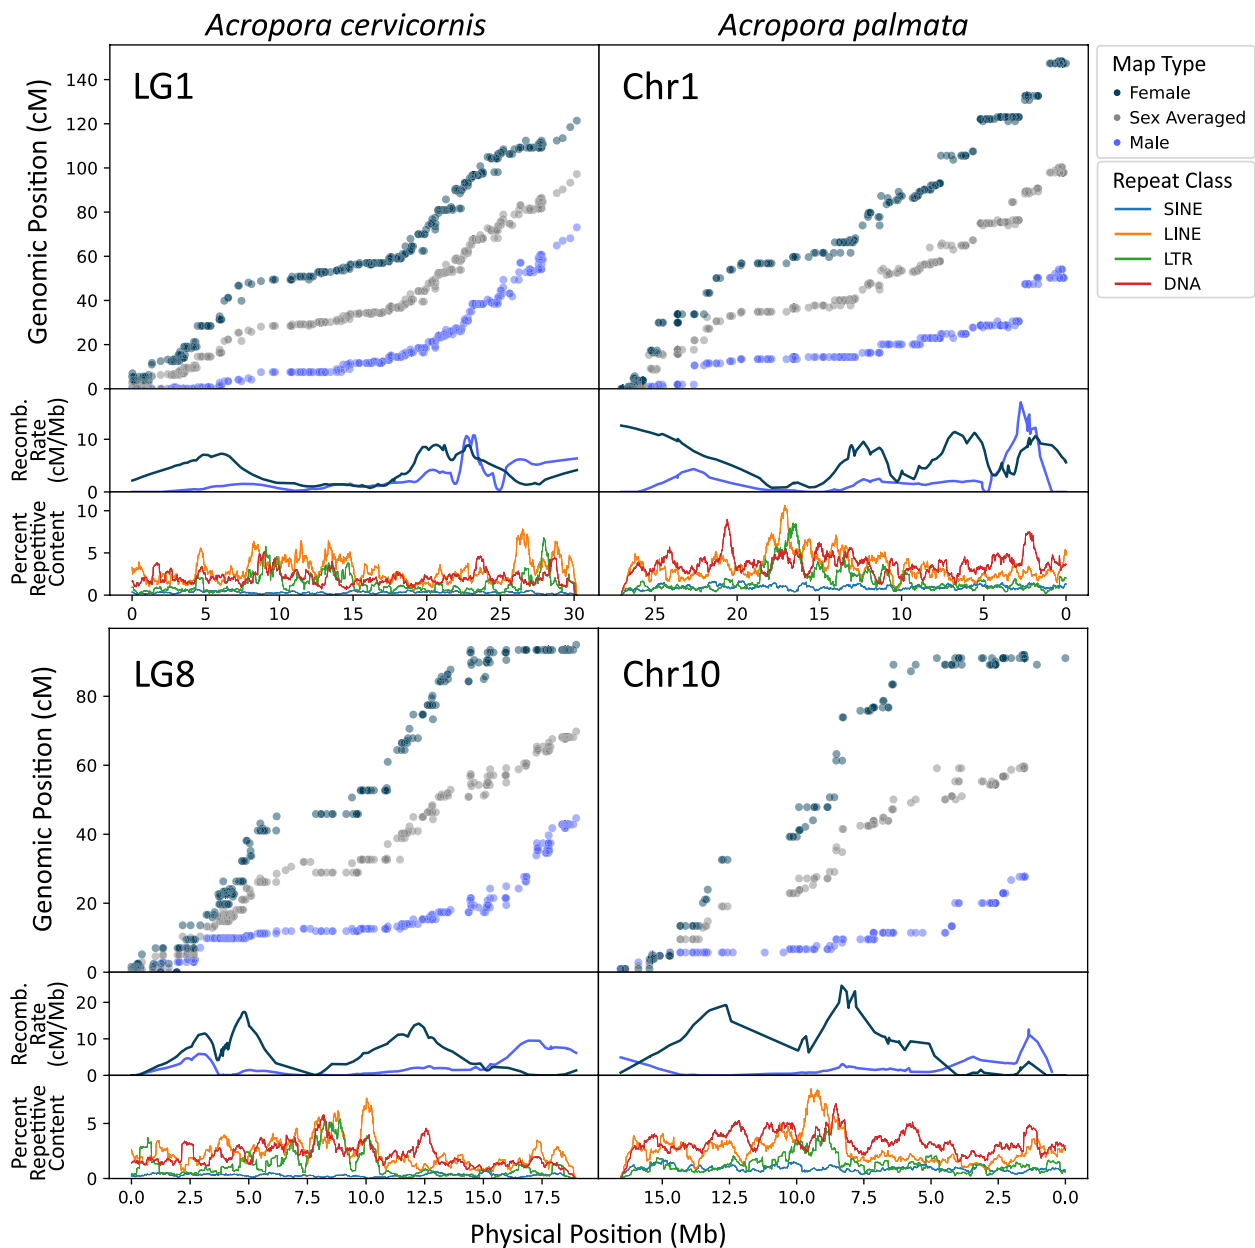 Acropora cervicornis
Acropora palmata
LG1
Chr1
Genomic Position (cM)
140
120
100
80
60
40
20
0
Map Type
Female
Sex Averaged
Male
Repeat Class
SINE
LINE
LTR
DNA
Recomb.
Rate
(cM/Mb)
10
0
Percent
Repetitive
Content
10
5
0
0 5 10 15 20 25 30
25 20 15 10 5 0
LG8
Chr10
Genomic Position (cM)
80
60
40
20
0
Recomb.
Rate
(cM/Mb)
20
10
0
Percent
Repetitive
Content
5
0
0.0 2.5 5.0 7.5 10.0 12.5 15.0 17.5
15.0 12.5 10.0 7.5 5.0 2.5 0.0
Physical Position (Mb)